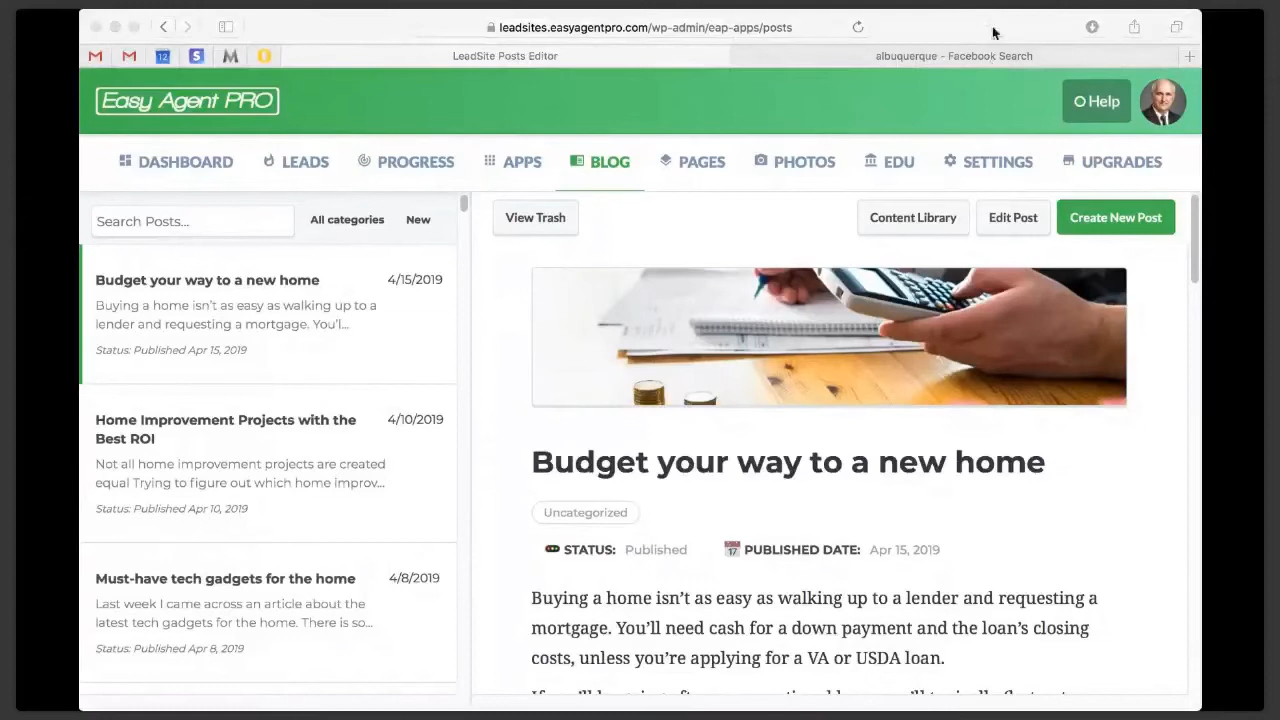 leadsites.easyagentpro.com/wp-admin/eap-apps/posts
12 S M
LeadSite Posts Editor
albuquerque – Facebook Search
Easy Agent PRO
Help
DASHBOARD LEADS PROGRESS APPS BLOG PAGES PHOTOS EDU SETTINGS UPGRADES
Search Posts...
All categories New
View Trash
Content Library
Edit Post
Create New Post
Budget your way to a new home 4/15/2019
Buying a home isn't as easy as walking up to a
lender and requesting a mortgage. You'l...
Status: Published Apr 15, 2019
Home Improvement Projects with the 4/10/2019
Best ROI
Not all home improvement projects are created
equal Trying to figure out which home improv...
Status: Published Apr 10, 2019
Must-have tech gadgets for the home 4/8/2019
Last week I came across an article about the
latest tech gadgets for the home. There is so...
Status: Published Apr 8, 2019
Budget your way to a new home
Uncategorized
STATUS: Published 17 PUBLISHED DATE: Apr 15, 2019
Buying a home isn't as easy as walking up to a lender and requesting a
mortgage. You'll need cash for a down payment and the loan's closing
costs, unless you're applying for a VA or USDA loan.